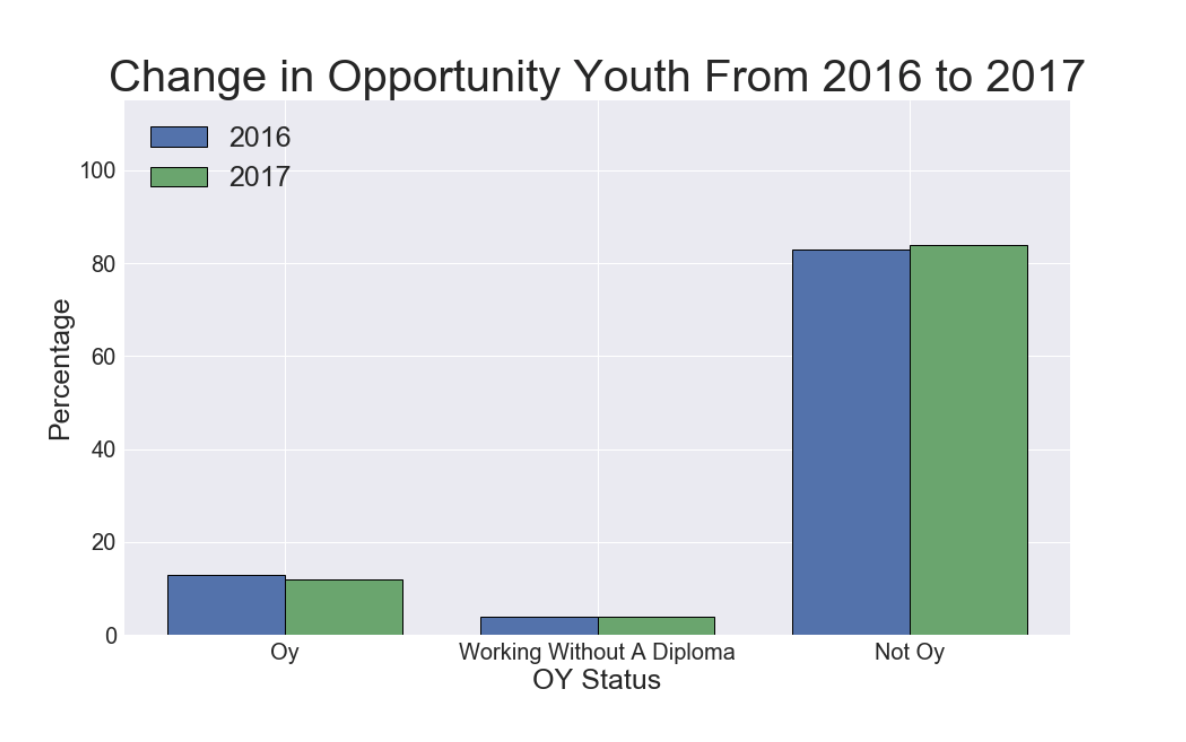 Change in Opportunity Youth From 2016 to 2017
2016
2017
100
80
60
40
20
0
Percentage
Oy
Working Without A Diploma
Not Oy
OY Status